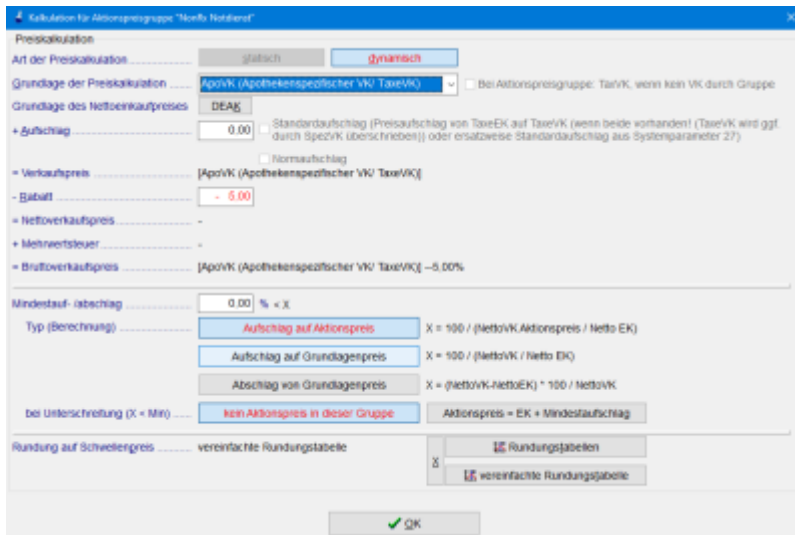 Kalkulation für Aktionspreisgruppe "NonRx Notdienst"
Preiskalkulation
Art der Preiskalkulation
statisch
dynamisch
Grundlage der Preiskalkulation
ApoVK (Apothekenspezifischer VK/ TaxeVK)
Bei Aktionspreisgruppe: TaxVK, wenn kein VK durch Gruppe
Grundlage des Nettoeinkaufpreises
DEAK
+ Aufschlag
0,00
Standardaufschlag (Preisaufschlag von TaxeEK auf TaxeVK (wenn beide vorhanden! (TaxeVK wird ggf.
durch SpezVK überschrieben)) oder ersatzweise Standardaufschlag aus Systemparameter 27)
Normaufschlag
= Verkaufspreis
[ApoVK (Apothekenspezifischer VK/ TaxeVK)]
- Rabatt
- 5,00
= Nettoverkaufspreis
-
+ Mehrwertsteuer
-
= Bruttoverkaufspreis
[ApoVK (Apothekenspezifischer VK/ TaxeVK)] --5,00%
Mindestauf- /abschlag
0,00 % < X
Typ (Berechnung)
Aufschlag auf Aktionspreis
X = 100 / (NettoVK Aktionspreis / Netto EK)
Aufschlag auf Grundlagenpreis
X = 100 / (NettoVK / Netto EK)
Abschlag von Grundlagenpreis
X = (NettoVK-NettoEK) * 100 / NettoVK
bei Unterschreitung (X < Min)
kein Aktionspreis in dieser Gruppe
Aktionspreis = EK + Mindestaufschlag
Rundung auf Schwellenpreis
vereinfachte Rundungstabelle
X
Rundungstabellen
vereinfachte Rundungstabelle
OK